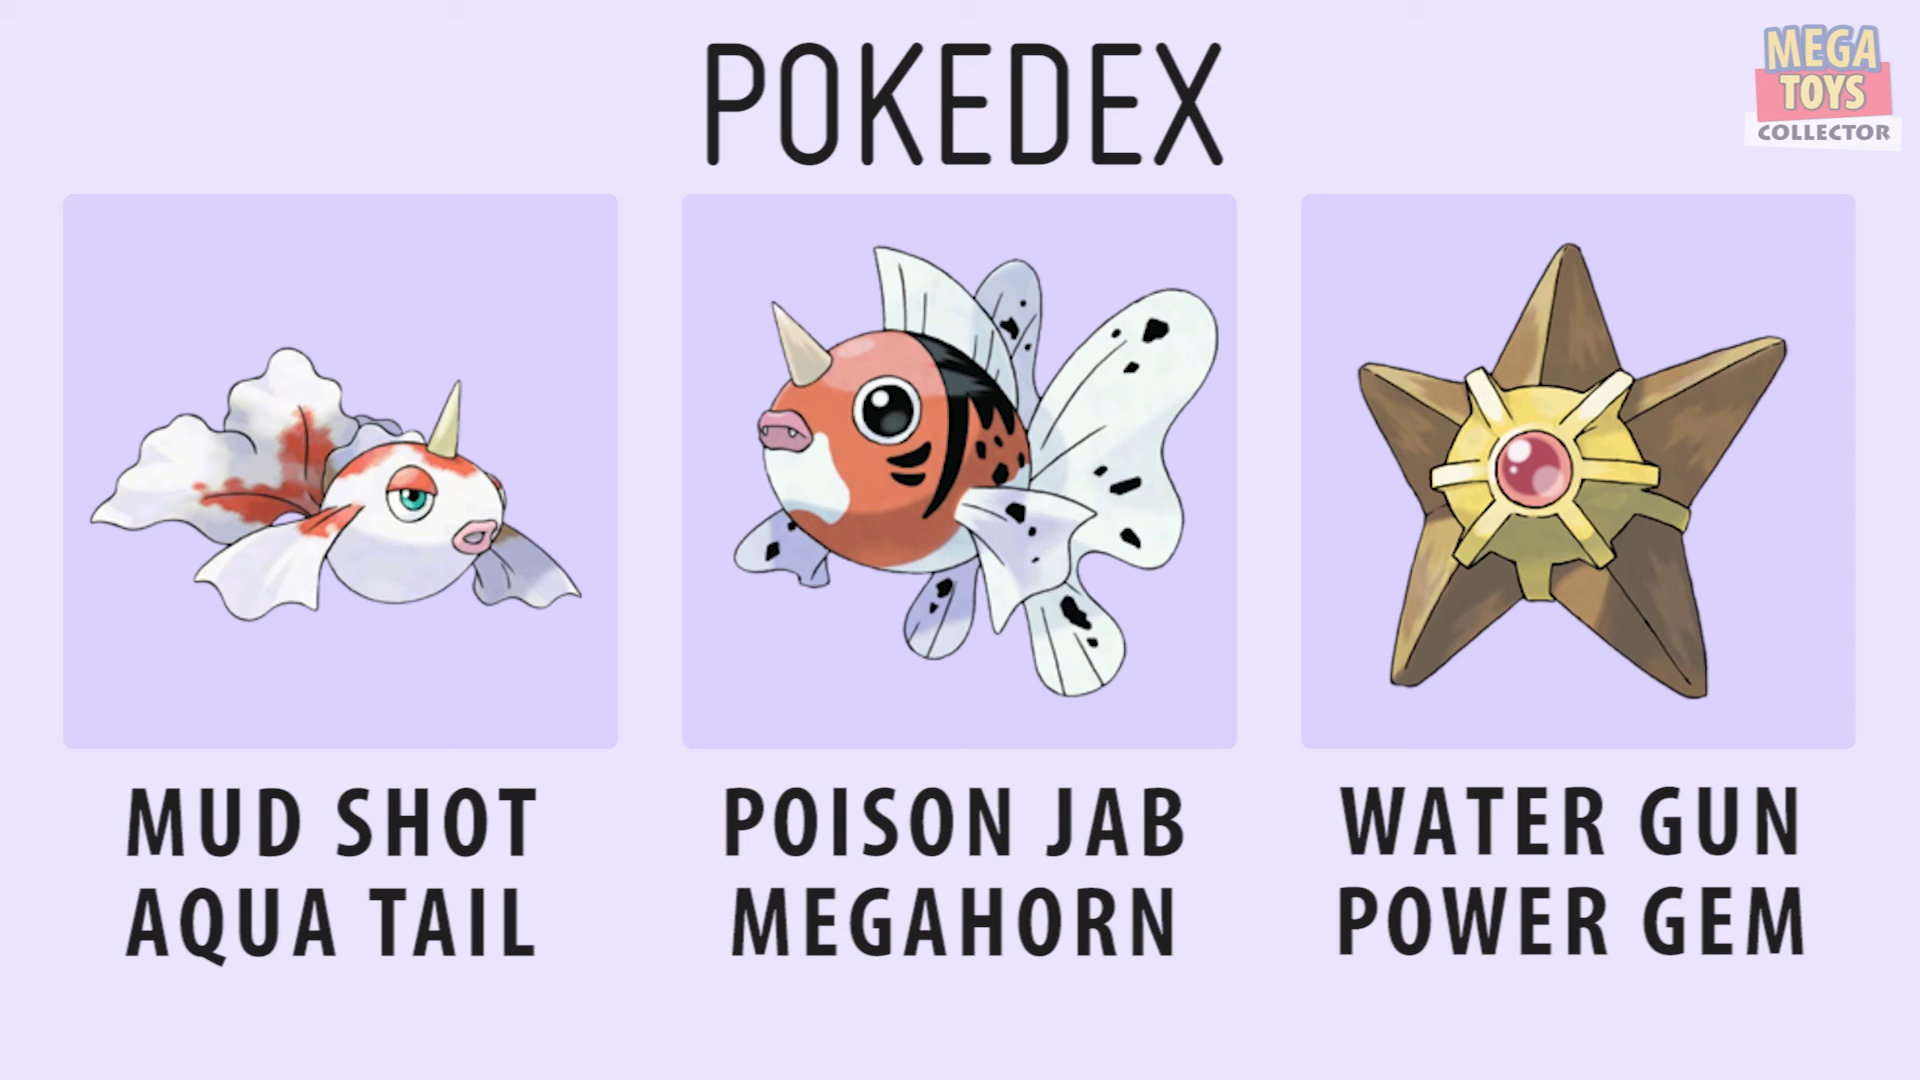 POKEDEX
MEGA
TOYS
COLLECTOR
MUD SHOT
AQUA TAIL
POISON JAB
MEGAHORN
WATER GUN
POWER GEM